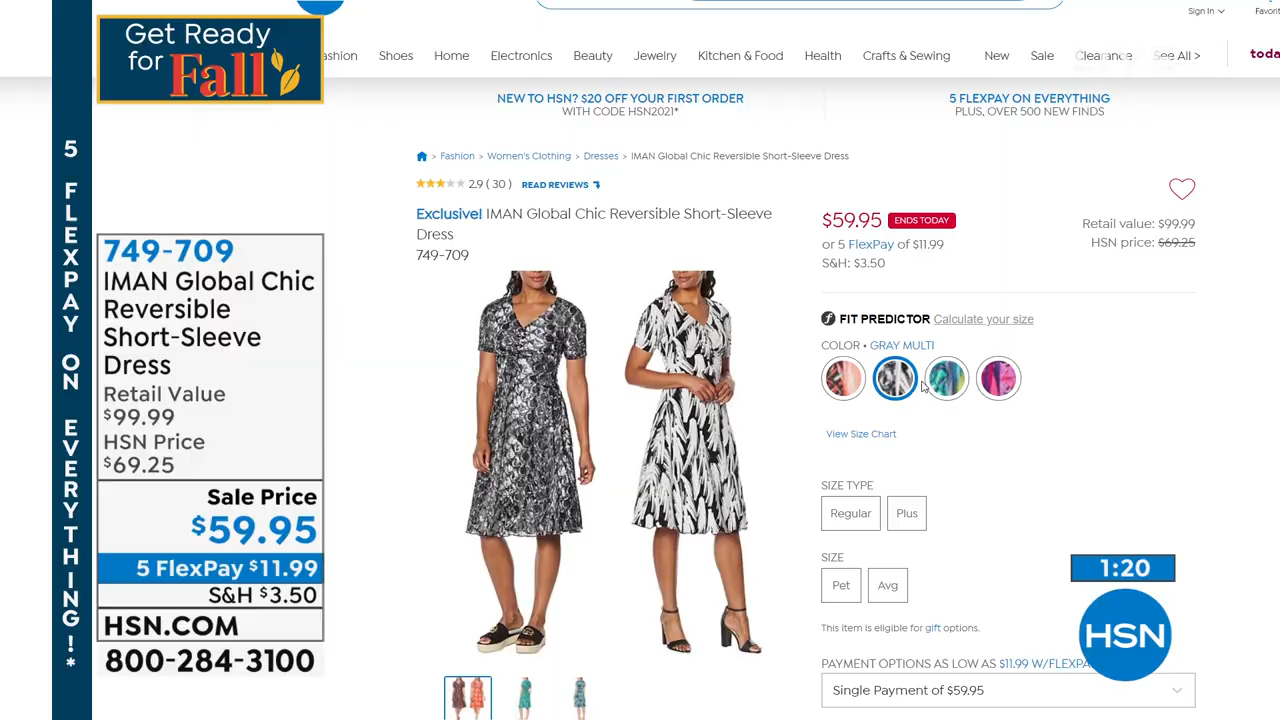 Get Ready
for Fall
5 FLEXPAY ON EVERYTHING!*
749-709
IMAN Global Chic
Reversible
Short-Sleeve
Dress
Retail Value
$99.99
HSN Price
$69.25
Sale Price
$59.95
5 FlexPay $11.99
S&H $3.50
HSN.COM
800-284-3100
Sign In
Favorit
ashion Shoes Home Electronics Beauty Jewelry Kitchen & Food Health Crafts & Sewing New Sale Clearance See All > toda
NEW TO HSN? $20 OFF YOUR FIRST ORDER
WITH CODE HSN2021*
5 FLEXPAY ON EVERYTHING
PLUS, OVER 500 NEW FINDS
> Fashion > Women's Clothing > Dresses > IMAN Global Chic Reversible Short-Sleeve Dress
2.9 ( 30 ) READ REVIEWS
Exclusive! IMAN Global Chic Reversible Short-Sleeve
Dress
749-709
$59.95 ENDS TODAY
or 5 FlexPay of $11.99
S&H: $3.50
Retail value: $99.99
HSN price: $69.25
f FIT PREDICTOR Calculate your size
COLOR • GRAY MULTI
View Size Chart
SIZE TYPE
Regular Plus
SIZE
Pet Avg
This item is eligible for gift options.
PAYMENT OPTIONS AS LOW AS $11.99 W/FLEXPA
Single Payment of $59.95
1:20
HSN